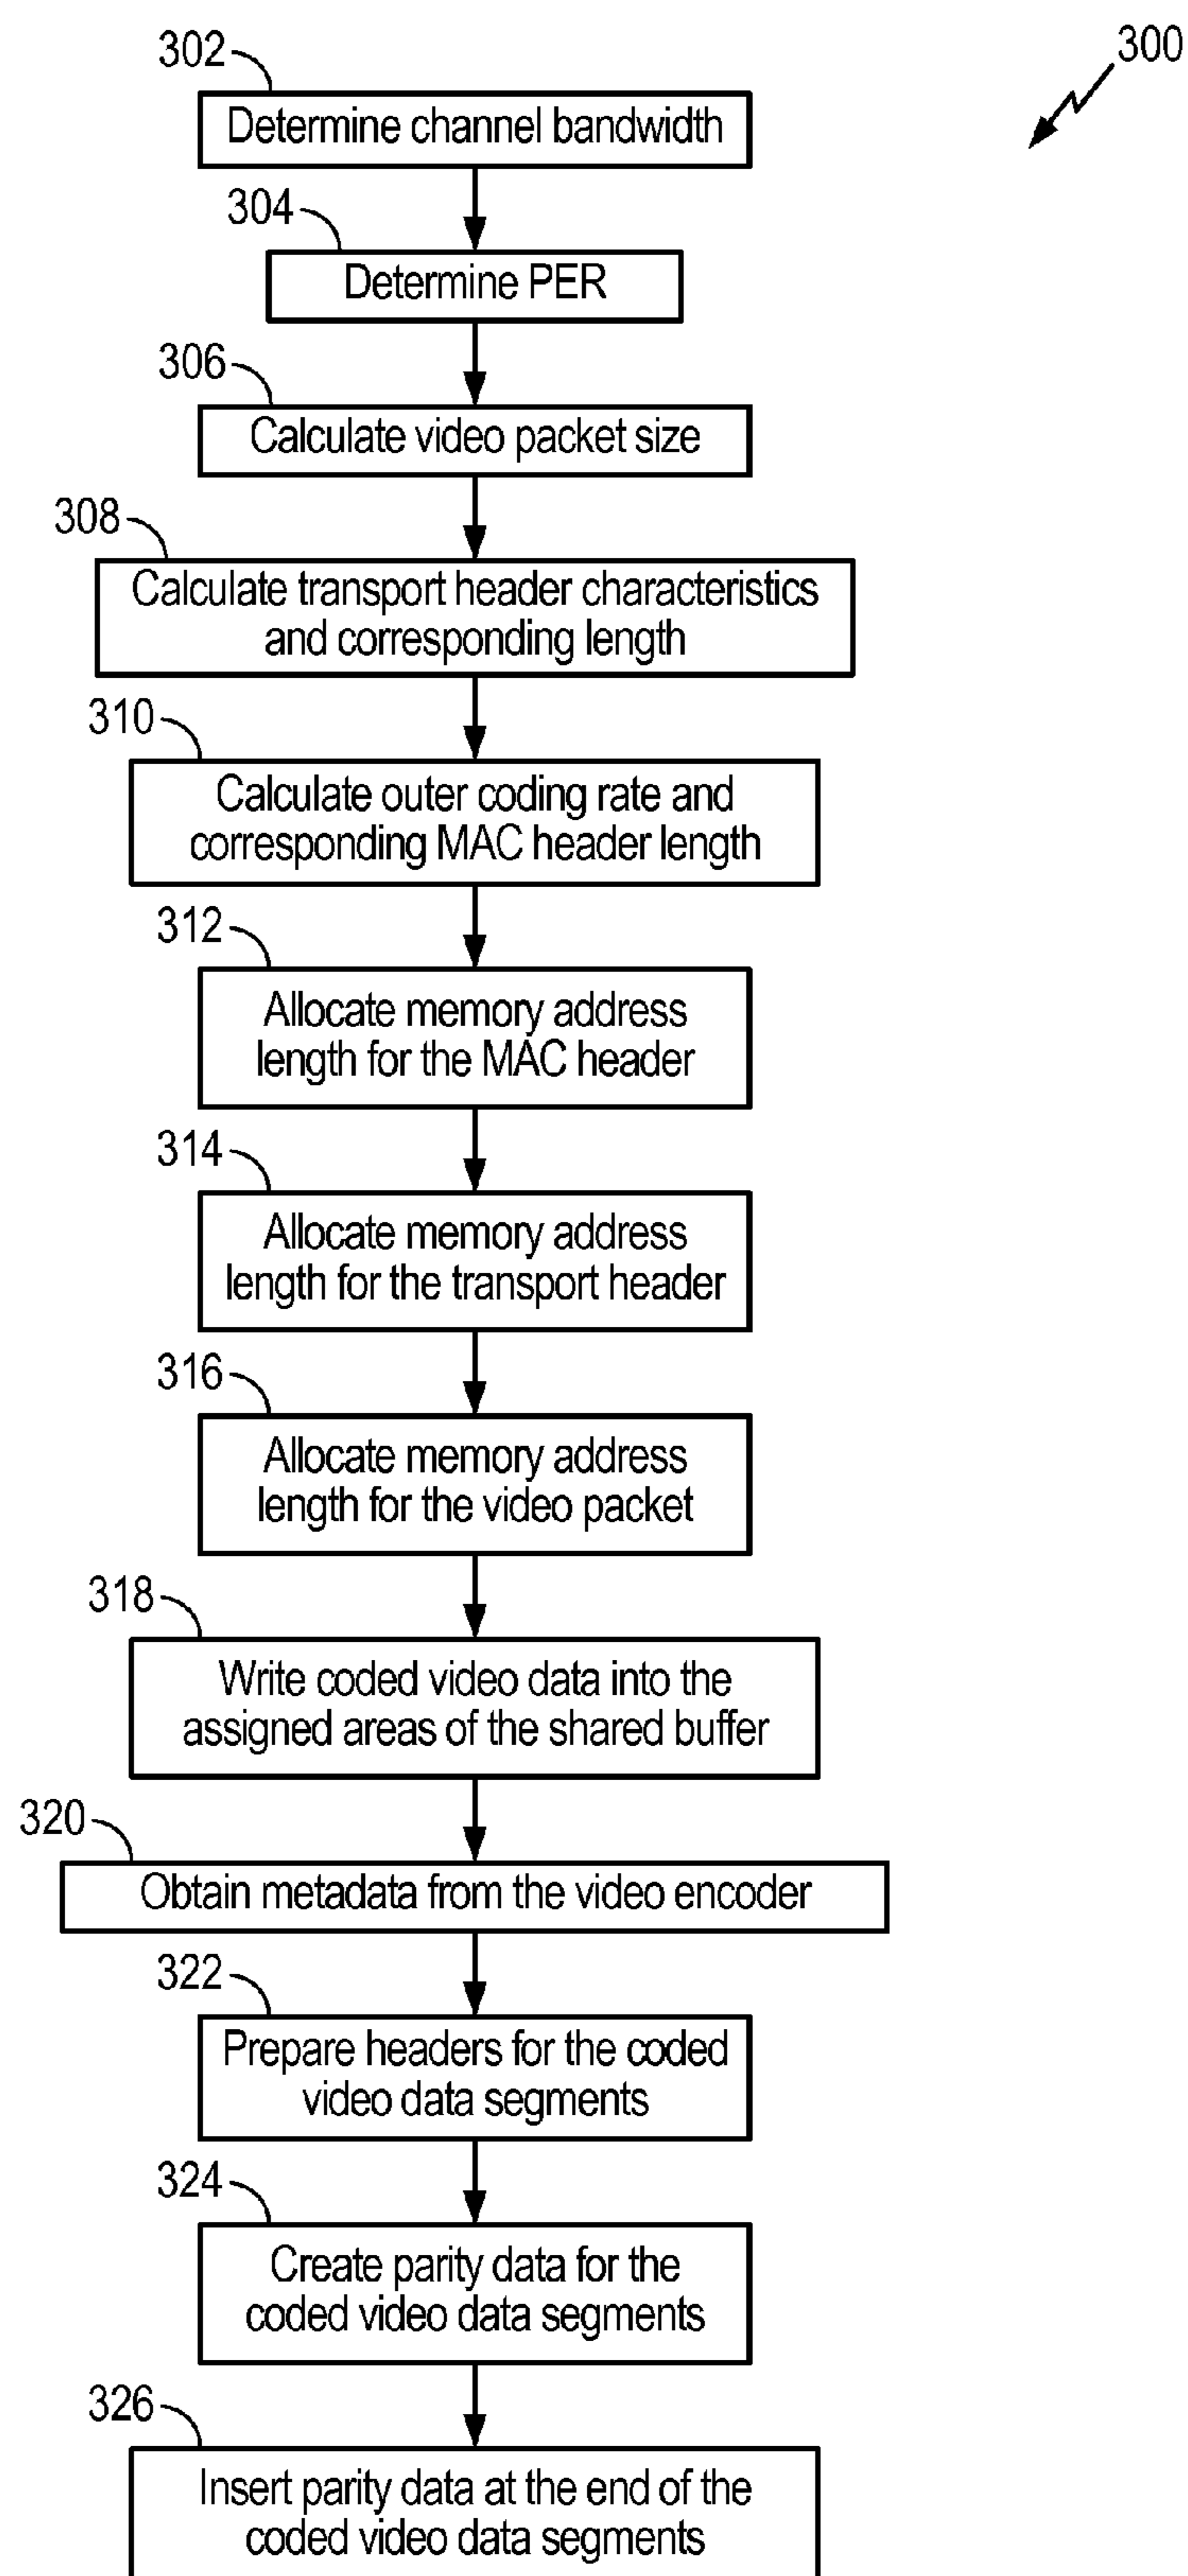 300
302
Determine channel bandwidth
304
Determine PER
306
Calculate video packet size
308
Calculate transport header characteristics
and corresponding length
310
Calculate outer coding rate and
corresponding MAC header length
312
Allocate memory address
length for the MAC header
314
Allocate memory address
length for the transport header
316
Allocate memory address
length for the video packet
318
Write coded video data into the
assigned areas of the shared buffer
320
Obtain metadata from the video encoder
322
Prepare headers for the coded
video data segments
324
Create parity data for the
coded video data segments
326
Insert parity data at the end of the
coded video data segments